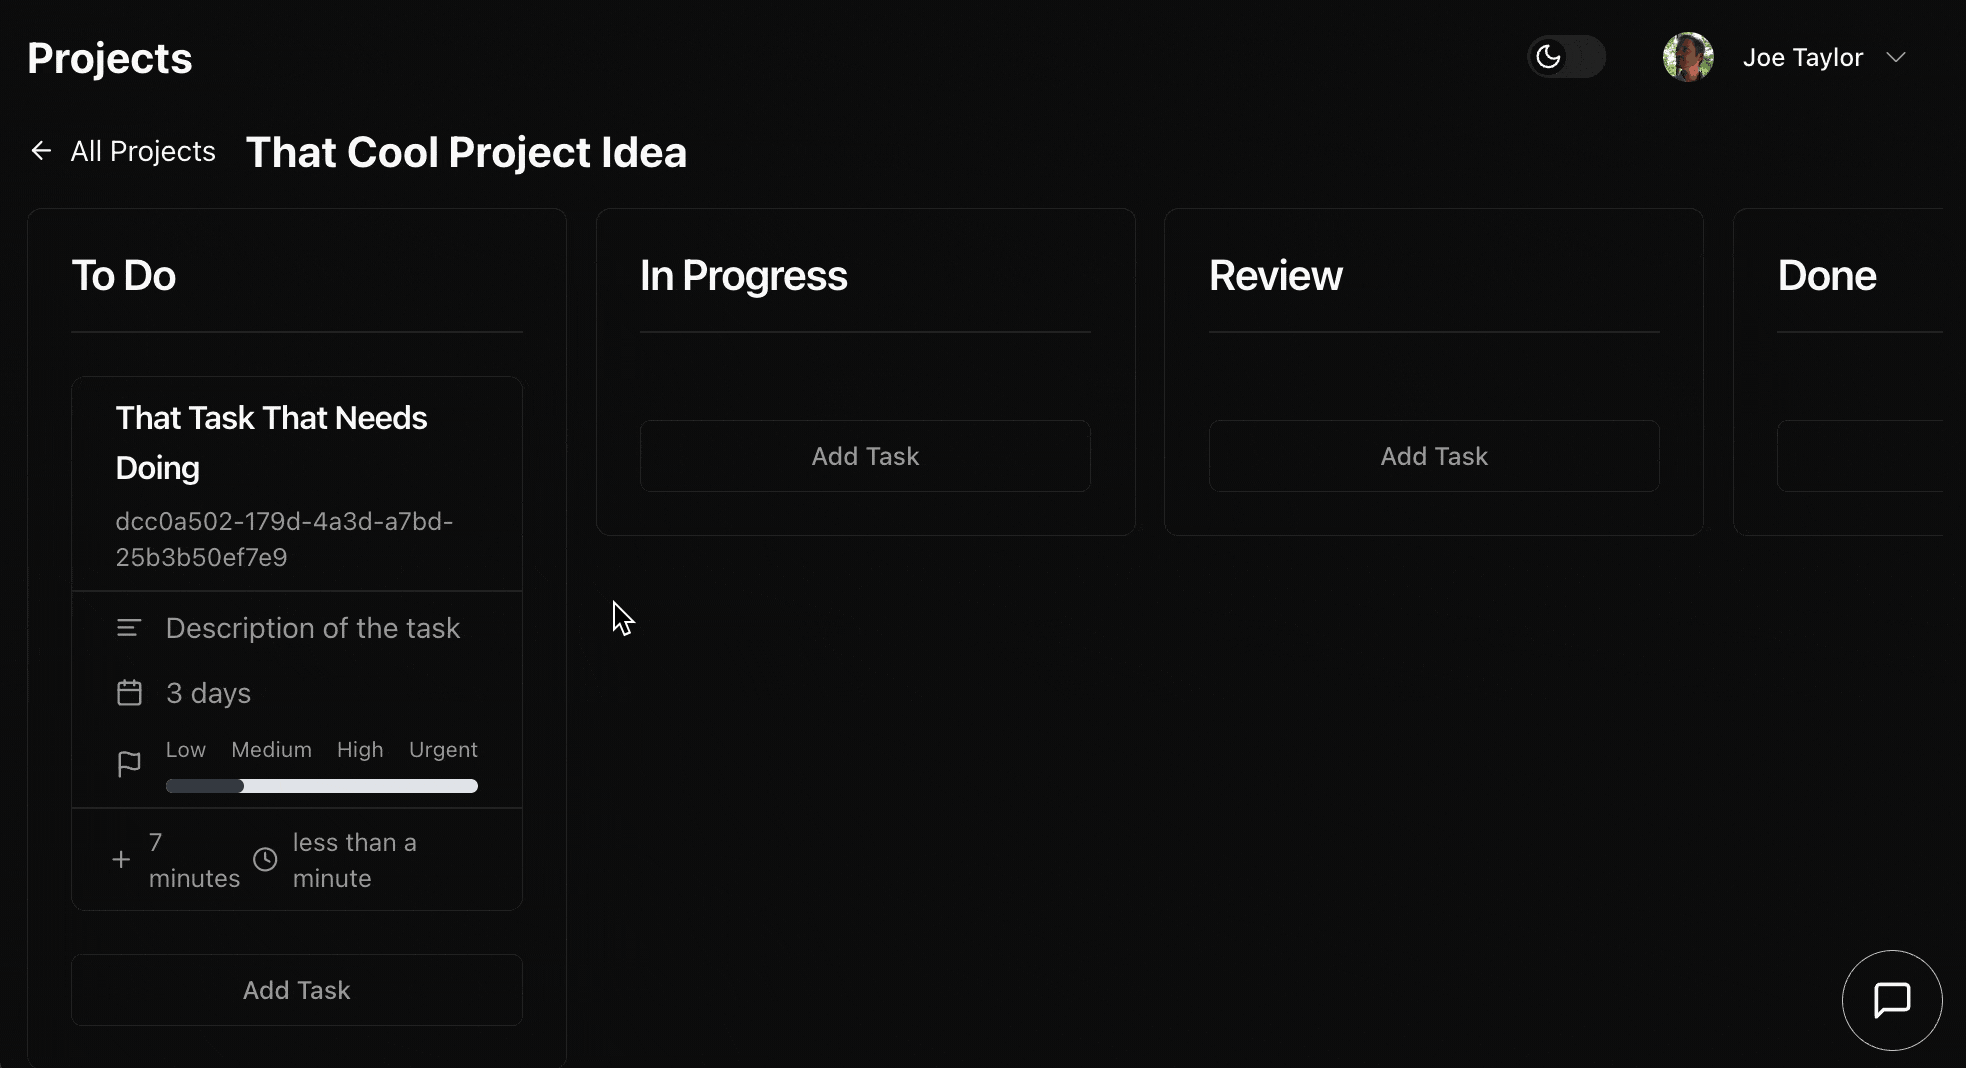 Projects
Joe Taylor
All Projects
That Cool Project Idea
To Do
That Task That Needs
Doing
dcc0a502-179d-4a3d-a7bd-
25b3b50ef7e9
Description of the task
3 days
Low Medium High Urgent
7
minutes
less than a
minute
Add Task
In Progress
Add Task
Review
Add Task
Done